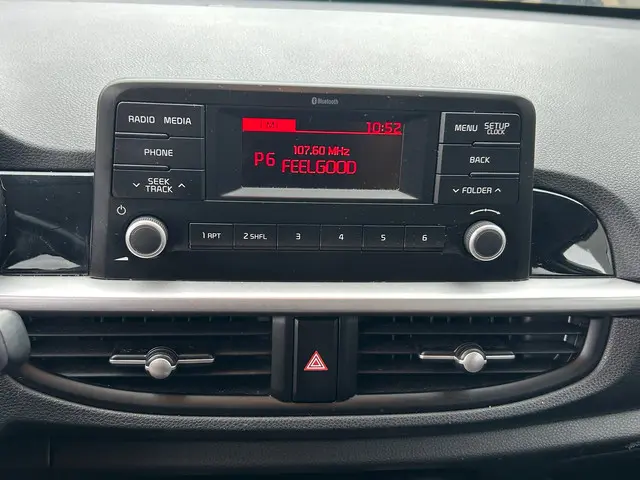 Bluetooth
RADIO MEDIA
PHONE
SEEK
TRACK
10:52
107.60 MHz
P6 FEELGOOD
MENU SETUP
CLOCK
BACK
FOLDER
1 RPT 2 SHFL 3 4 5 6